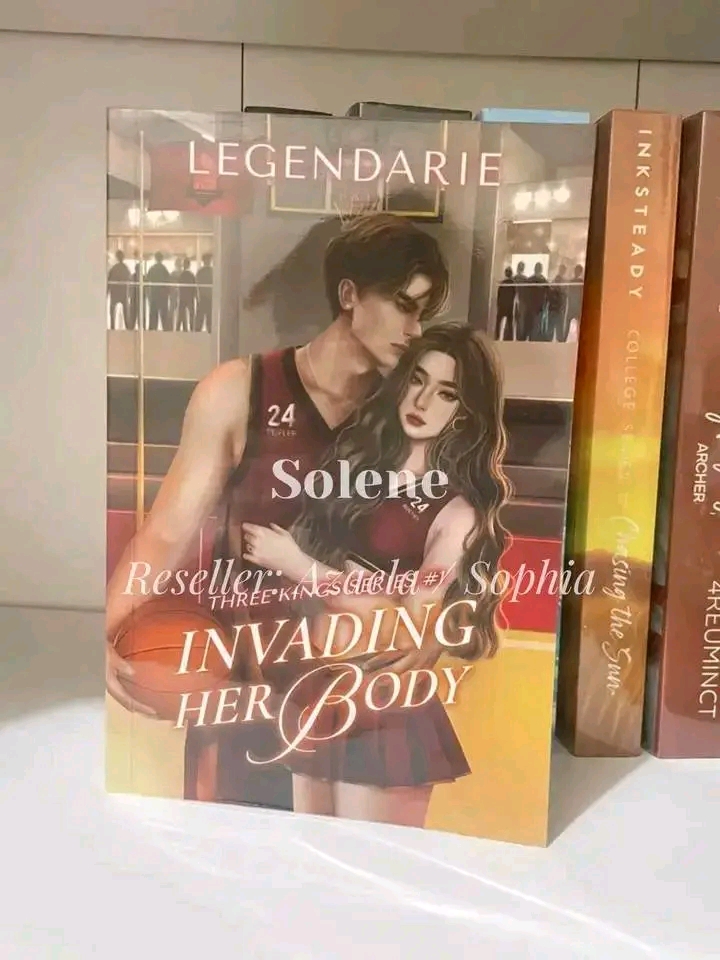 LEGENDARIE
24
24
Solene
Reseller: Azaela / Sophia
THREE KINGS SERIES #1
INVADING
HER BODY
INKSTEADY COLLEGE SERIES Chasing the Sun
ARCHER
4REUMINCT